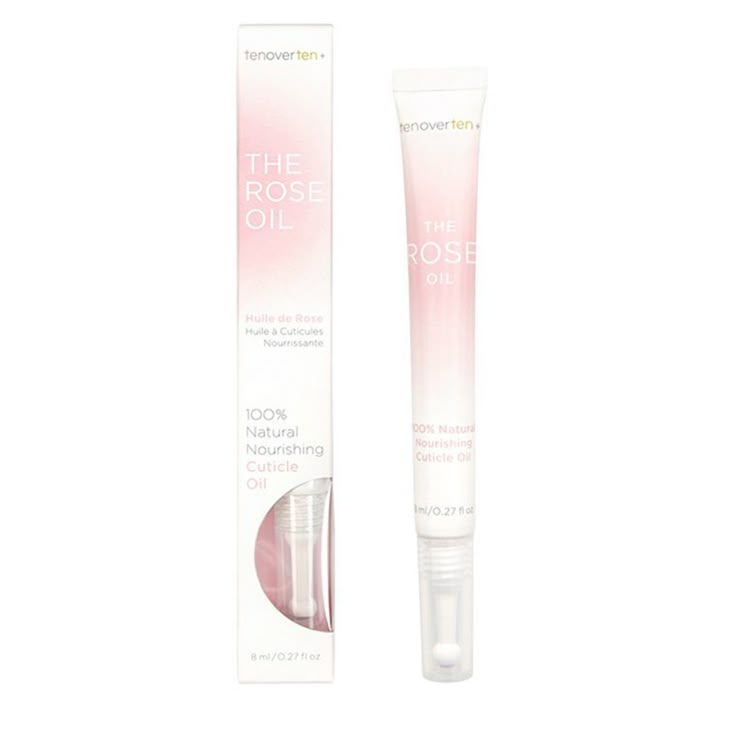 tenoverten+
THE
ROSE
OIL
Huile de Rose
Huile à Cuticules
Nourrissante
100%
Natural
Nourishing
Cuticle
Oil
8 ml/0.27 fl oz
tenoverten+
THE
ROSE
OIL
100% Natural
Nourishing
Cuticle Oil
8 ml/0.27 fl oz